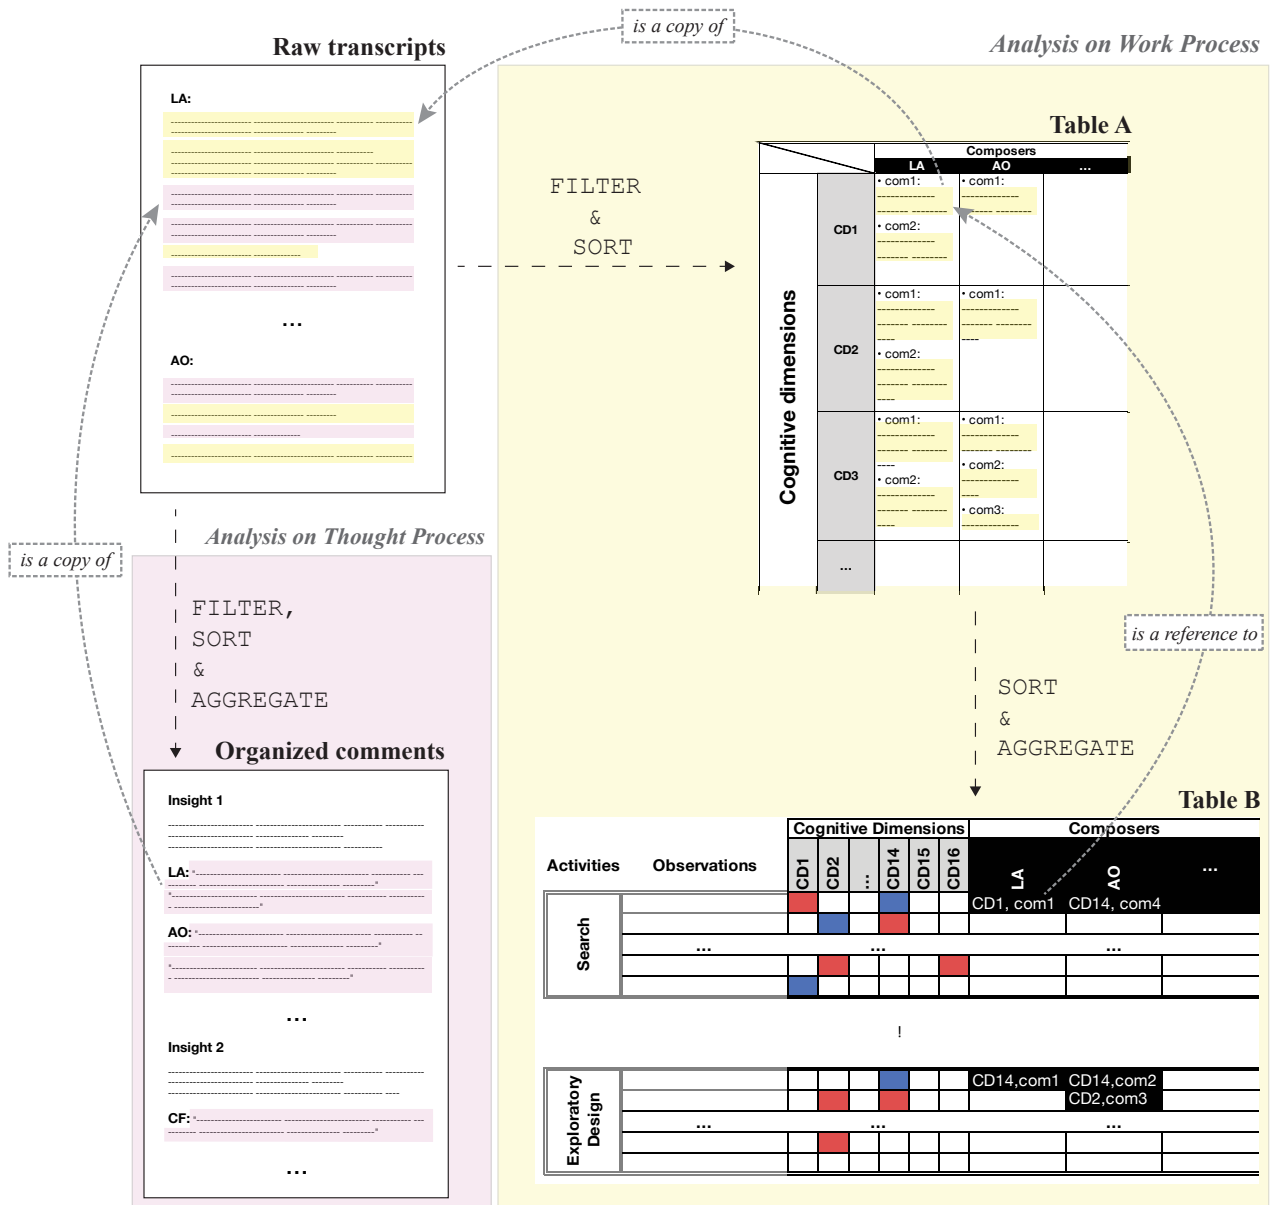 is a copy of
Raw transcripts
Analysis on Work Process
LA:
...
AO:
FILTER
&
SORT
Table A
Composers
LA AO ...
Cognitive dimensions
CD1
• com1: • com1:
• com2:
CD2
• com1: • com1:
• com2:
CD3
• com1: • com1:
• com2: • com2:
• com3:
...
is a copy of
Analysis on Thought Process
FILTER,
SORT
&
AGGREGATE
is a reference to
SORT
&
AGGREGATE
Organized comments
Insight 1
LA:
AO:
...
Insight 2
CF:
...
Table B
Cognitive Dimensions Composers
Activities Observations CD1 CD2 ... CD14 CD15 CD16 LA AO ...
Search
CD1, com1 CD14, com4
... ... ...
!
Exploratory
Design
CD14,com1 CD14,com2
CD2,com3
... ... ...